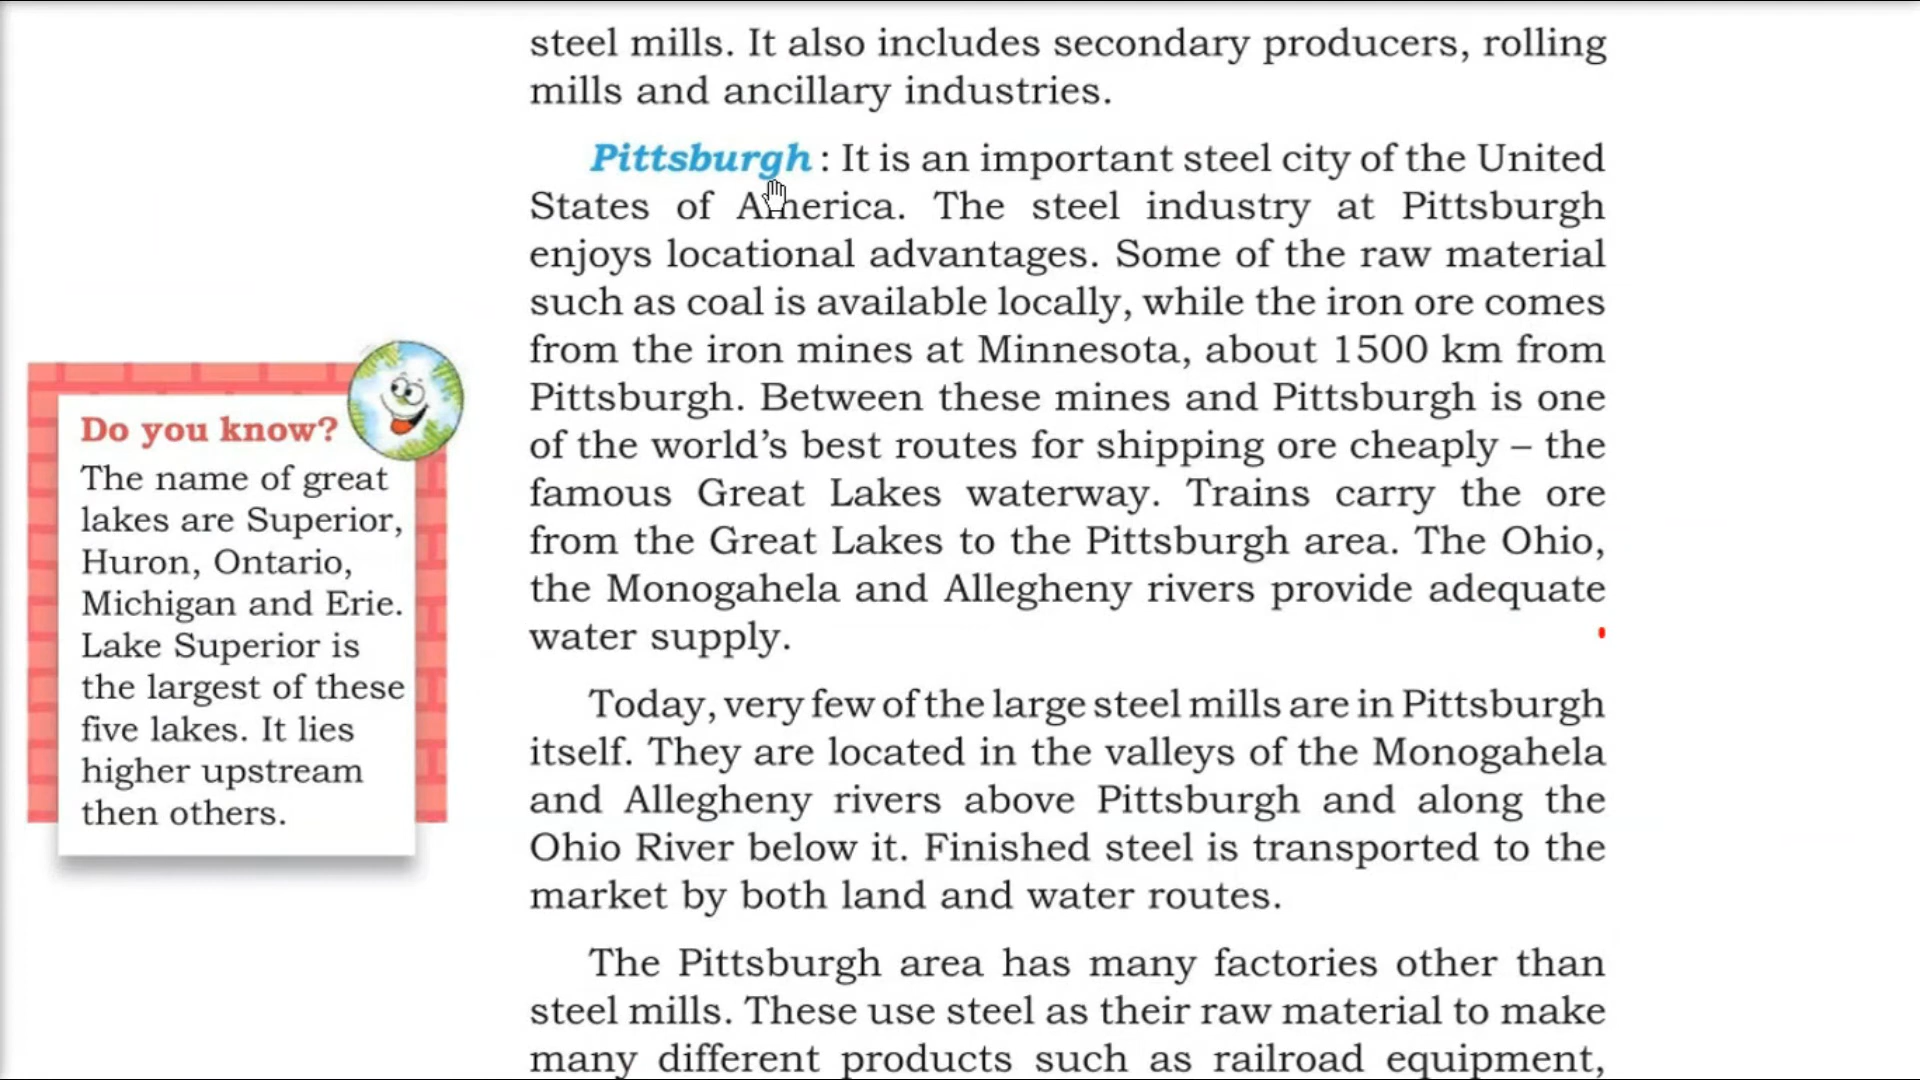 steel mills. It also includes secondary producers, rolling
mills and ancillary industries.
Pittsburgh : It is an important steel city of the United
States of America. The steel industry at Pittsburgh
enjoys locational advantages. Some of the raw material
such as coal is available locally, while the iron ore comes
from the iron mines at Minnesota, about 1500 km from
Pittsburgh. Between these mines and Pittsburgh is one
of the world’s best routes for shipping ore cheaply – the
famous Great Lakes waterway. Trains carry the ore
from the Great Lakes to the Pittsburgh area. The Ohio,
the Monogahela and Allegheny rivers provide adequate
water supply.
Today, very few of the large steel mills are in Pittsburgh
itself. They are located in the valleys of the Monogahela
and Allegheny rivers above Pittsburgh and along the
Ohio River below it. Finished steel is transported to the
market by both land and water routes.
The Pittsburgh area has many factories other than
steel mills. These use steel as their raw material to make
many different products such as railroad equipment,
Do you know?
The name of great
lakes are Superior,
Huron, Ontario,
Michigan and Erie.
Lake Superior is
the largest of these
five lakes. It lies
higher upstream
then others.